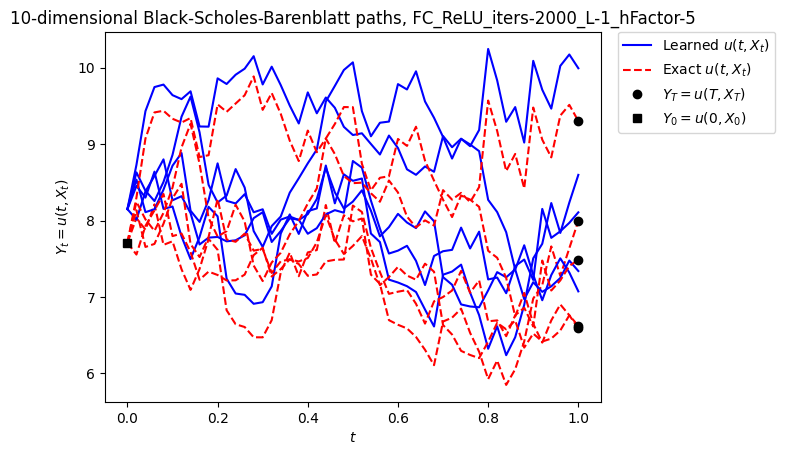 10-dimensional Black-Scholes-Barenblatt paths, FC_ReLU_iters-2000_L-1_hFactor-5
Learned u(t, X_t)
Exact u(t, X_t)
Y_T = u(T, X_T)
Y_0 = u(0, X_0)
Y_t = u(t, X_t)
10
9
8
7
6
0.0 0.2 0.4 0.6 0.8 1.0
t